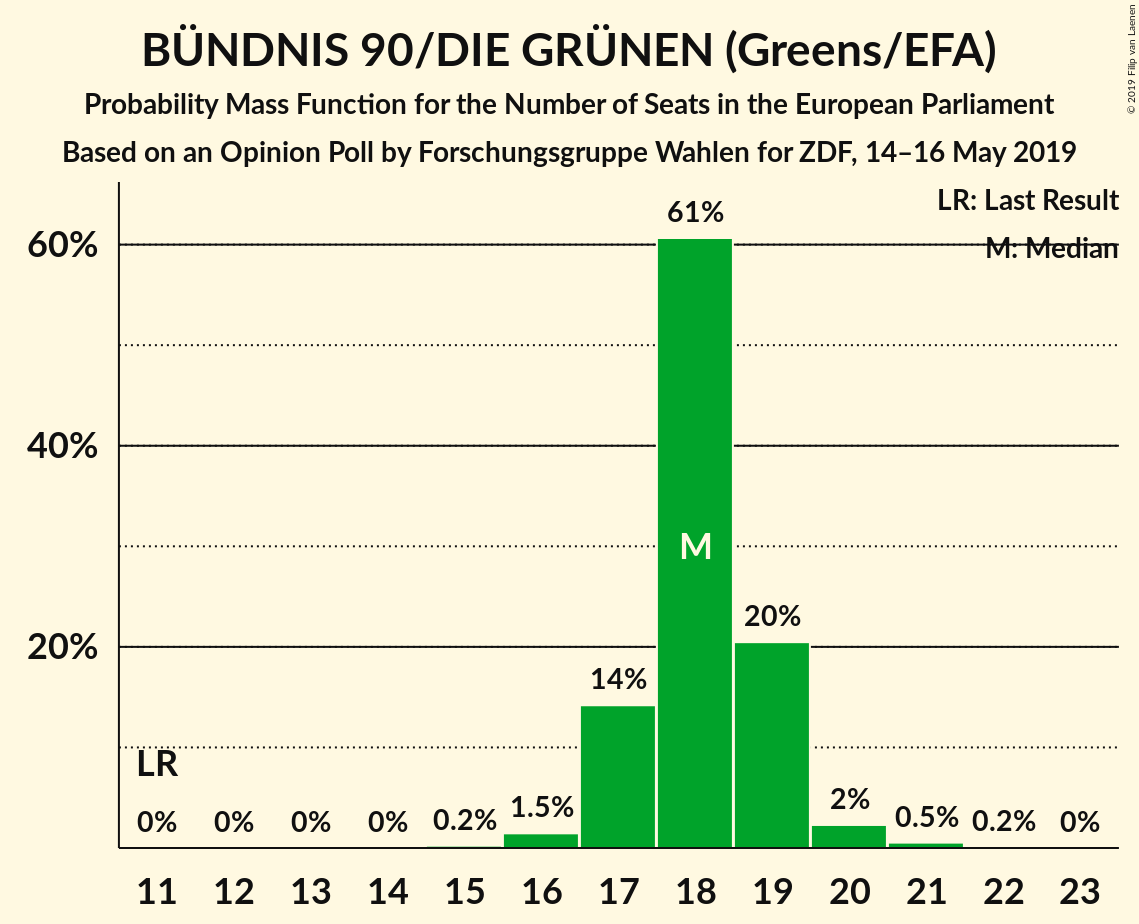 BÜNDNIS 90/DIE GRÜNEN (Greens/EFA)
Probability Mass Function for the Number of Seats in the European Parliament
Based on an Opinion Poll by Forschungsgruppe Wahlen for ZDF, 14–16 May 2019
© 2019 Filip van Laenen
LR: Last Result
M: Median
60%
40%
20%
LR
0% 0% 0% 0% 0.2% 1.5% 14% 61% 20% 2% 0.5% 0.2% 0%
M
11 12 13 14 15 16 17 18 19 20 21 22 23